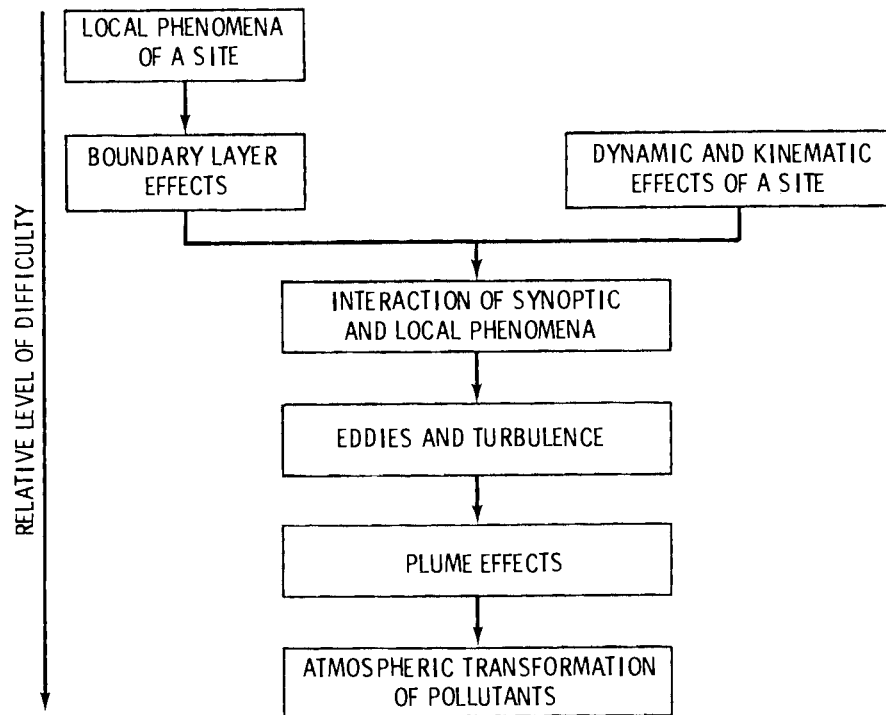 LOCAL PHENOMENA
OF A SITE
BOUNDARY LAYER
EFFECTS
DYNAMIC AND KINEMATIC
EFFECTS OF A SITE
INTERACTION OF SYNOPTIC
AND LOCAL PHENOMENA
EDDIES AND TURBULENCE
PLUME EFFECTS
ATMOSPHERIC TRANSFORMATION
OF POLLUTANTS
RELATIVE LEVEL OF DIFFICULTY